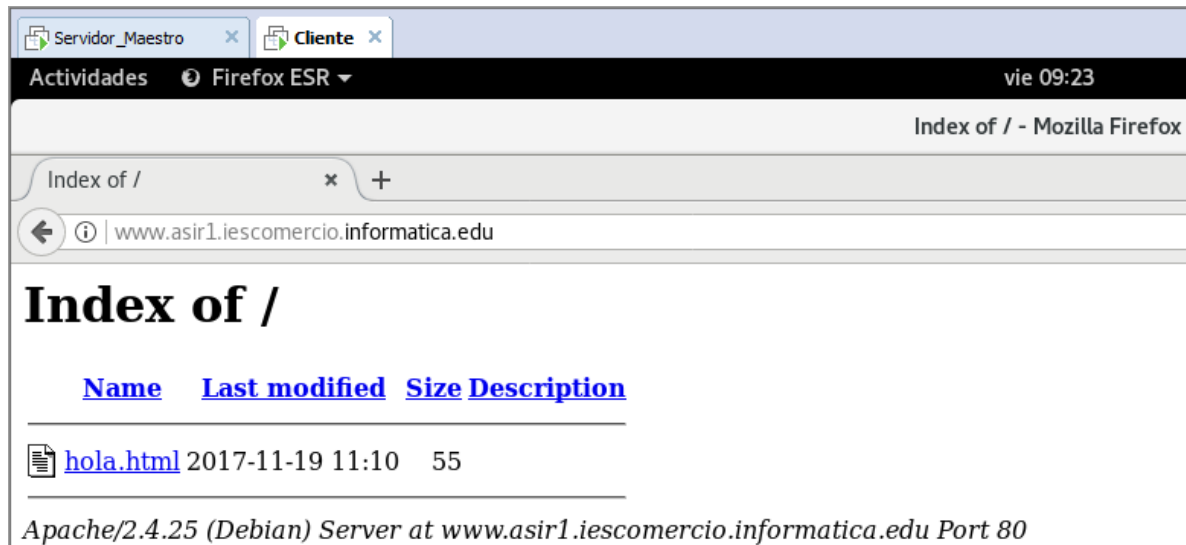 Servidor_Maestro × Cliente ×
Actividades Firefox ESR vie 09:23
Index of / - Mozilla Firefox
Index of / × +
www.asir1.iescomercio.informatica.edu
Index of /
Name Last modified Size Description
hola.html 2017-11-19 11:10 55
Apache/2.4.25 (Debian) Server at www.asir1.iescomercio.informatica.edu Port 80